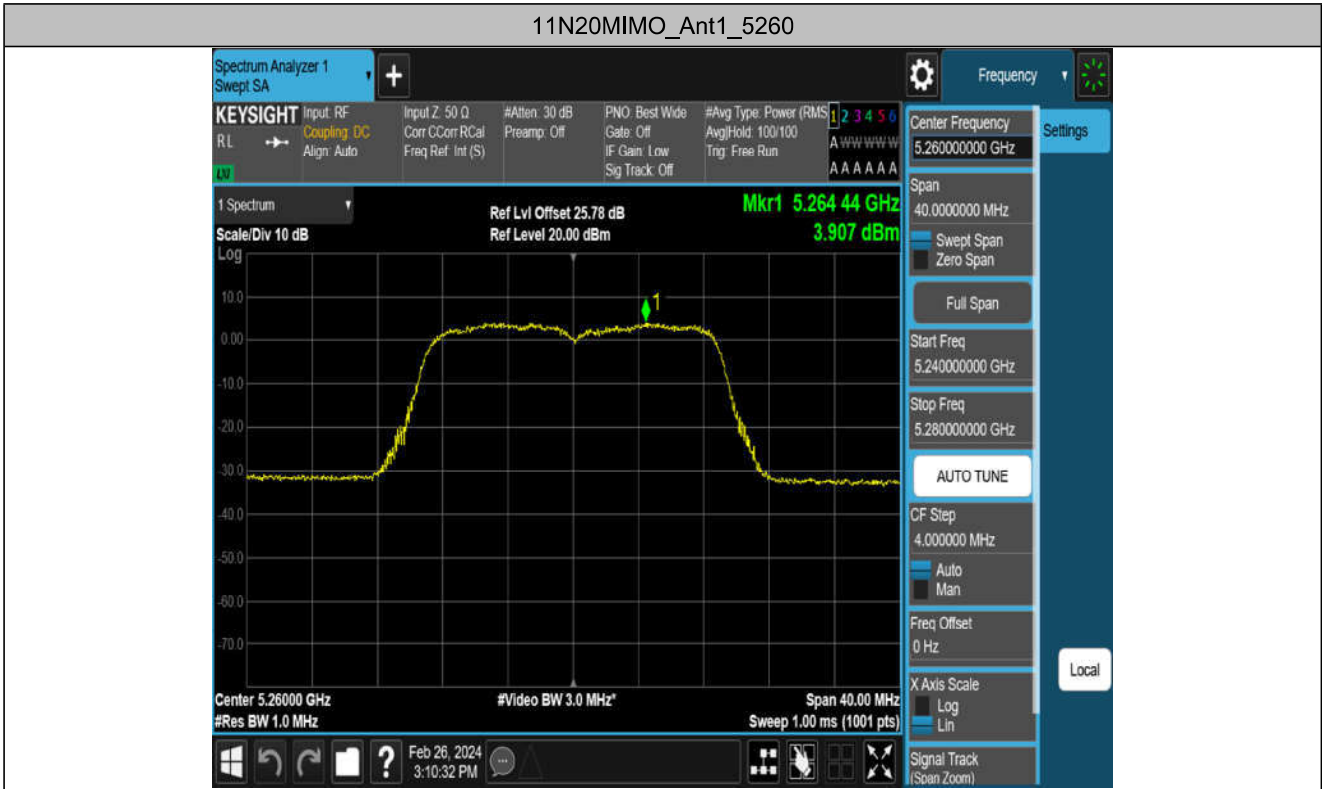 11N20MIMO_Ant1_5260
Spectrum Analyzer 1
Swept SA
Frequency
KEYSIGHT
RL
LXI
Input: RF
Coupling: DC
Align: Auto
Input Z: 50 Ω
Corr CCorr RCal
Freq Ref: Int (S)
#Atten: 30 dB
Preamp: Off
PNO: Best Wide
Gate: Off
IF Gain: Low
Sig Track: Off
#Avg Type: Power (RMS
Avg|Hold: 100/100
Trig: Free Run
1 2 3 4 5 6
A W W W W W
A A A A A A
1 Spectrum
Scale/Div 10 dB
Log
Ref Lvl Offset 25.78 dB
Ref Level 20.00 dBm
Mkr1 5.264 44 GHz
3.907 dBm
1
10.0
0.00
-10.0
-20.0
-30.0
-40.0
-50.0
-60.0
-70.0
Center 5.26000 GHz
#Res BW 1.0 MHz
#Video BW 3.0 MHz*
Span 40.00 MHz
Sweep 1.00 ms (1001 pts)
Feb 26, 2024
3:10:32 PM
Center Frequency
5.260000000 GHz
Settings
Span
40.0000000 MHz
Swept Span
Zero Span
Full Span
Start Freq
5.240000000 GHz
Stop Freq
5.280000000 GHz
AUTO TUNE
CF Step
4.000000 MHz
Auto
Man
Freq Offset
0 Hz
X Axis Scale
Log
Lin
Local
Signal Track
(Span Zoom)